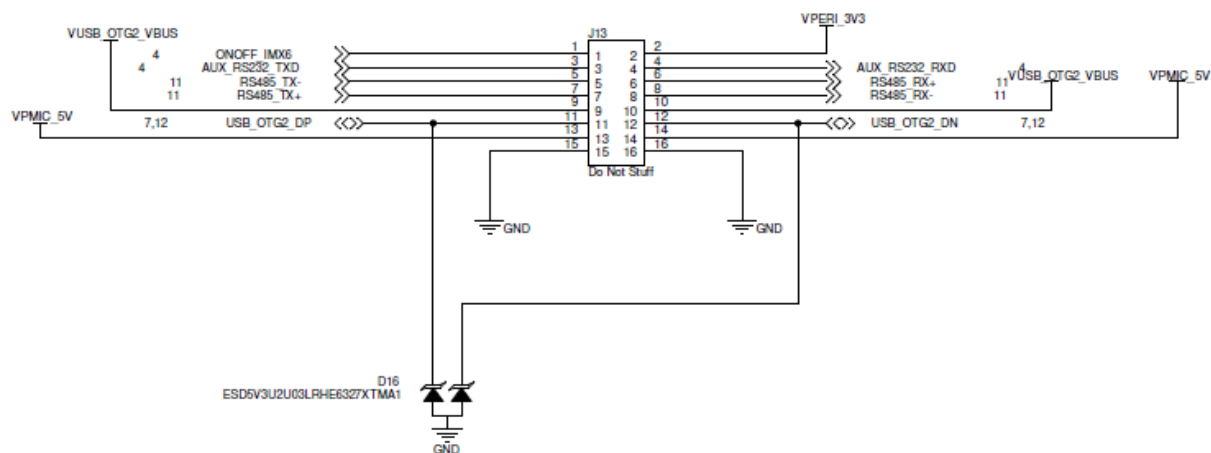 VPERI_3V3
VUSB_OTG2_VBUS J13
4 ONOFF_IMX6 1 1 2 2
4 AUX_RS232_TXD 3 3 4 4 AUX_RS232_RXD 4
11 RS485_TX- 5 5 6 6 RS485_RX+ 11 VUSB_OTG2_VBUS VPMIC_5V
11 RS485_TX+ 7 7 8 8 RS485_RX- 11
9 9 10 10
VPMIC_5V 7,12 USB_OTG2_DP 11 11 12 12 USB_OTG2_DN 7,12
13 13 14 14
15 15 16 16
Do Not Stuff
GND GND
D16
ESD5V3U2U03LRHE6327XTMA1
GND